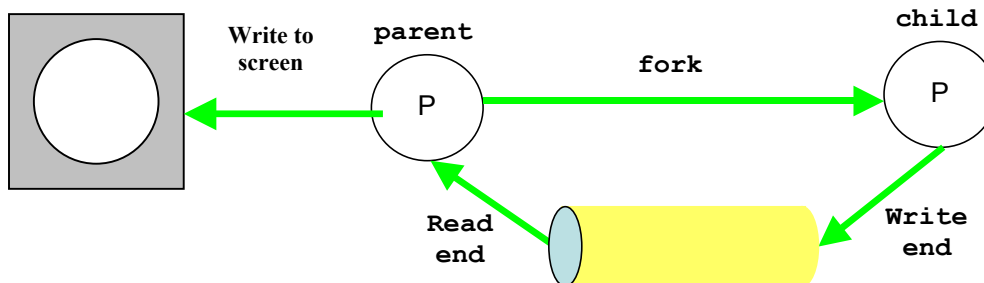 Write to
screen
parent
P
fork
child
P
Read
end
Write
end